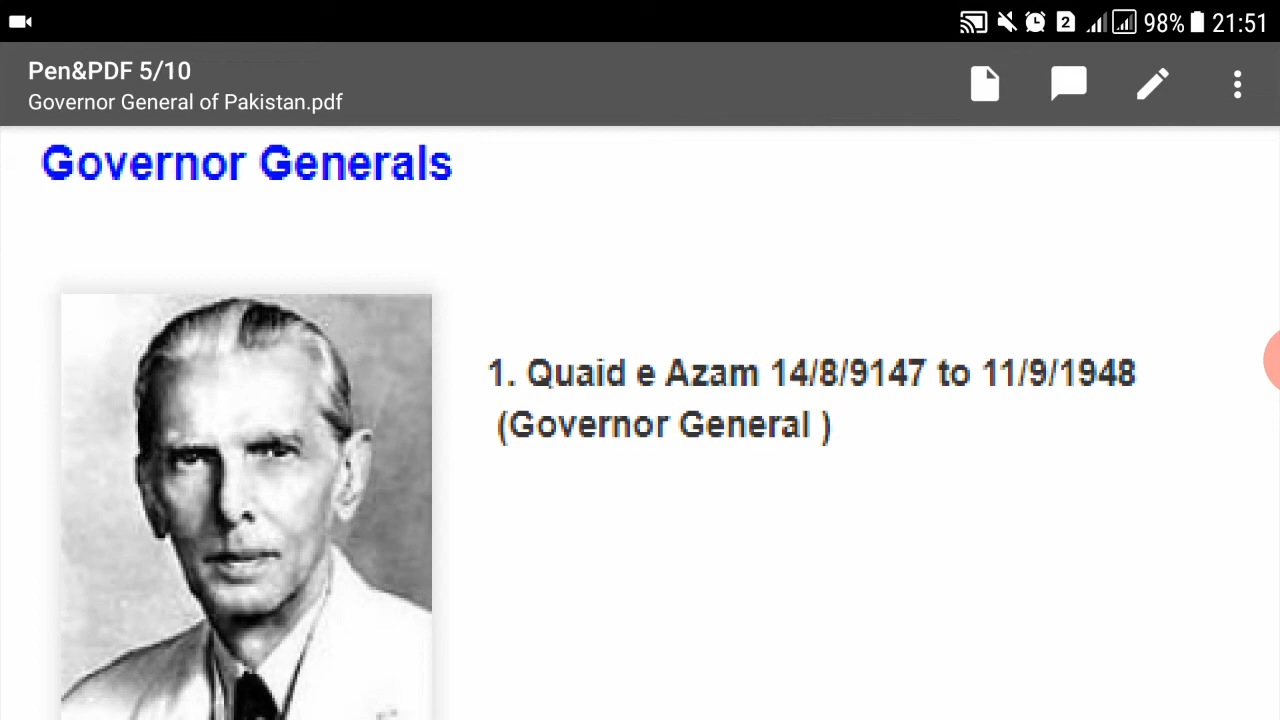 2 98% 21:51
Pen&PDF 5/10
Governor General of Pakistan.pdf
Governor Generals
1. Quaid e Azam 14/8/9147 to 11/9/1948
(Governor General )